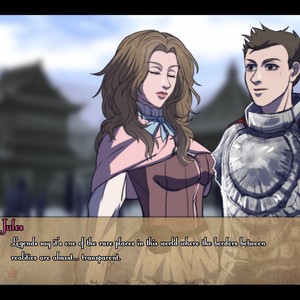 Jules
Legends say it's one of the rare places in this world where the borders between
realities are almost... transparent.